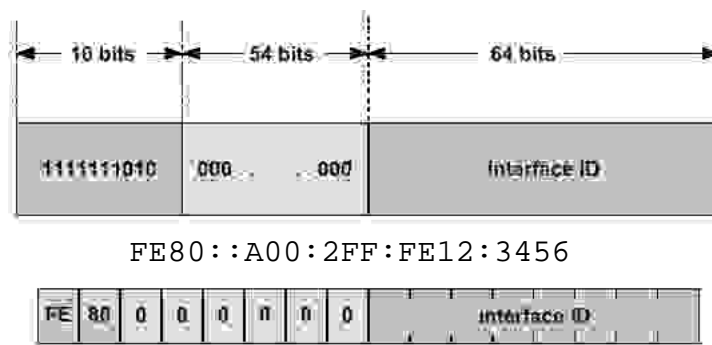 10 bits 54 bits 64 bits
1111111010 000 . . . 000 Interface ID
FE80::A00:2FF:FE12:3456
FE 80 0 0 0 0 0 0 interface ID